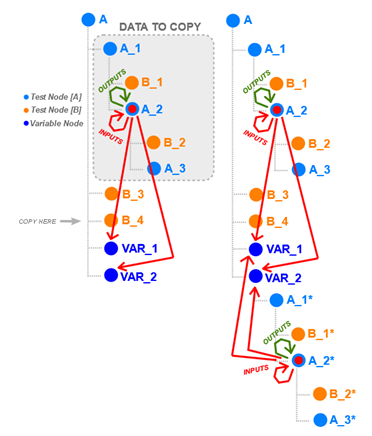 A
DATA TO COPY
A_1
B_1
OUTPUTS
A_2
INPUTS
B_2
A_3
Test Node [A]
Test Node [B]
Variable Node
B_3
COPY HERE
B_4
VAR_1
VAR_2
A
A_1
B_1
OUTPUTS
A_2
INPUTS
B_2
A_3
B_3
B_4
VAR_1
VAR_2
A_1*
B_1*
OUTPUTS
A_2*
INPUTS
B_2*
A_3*